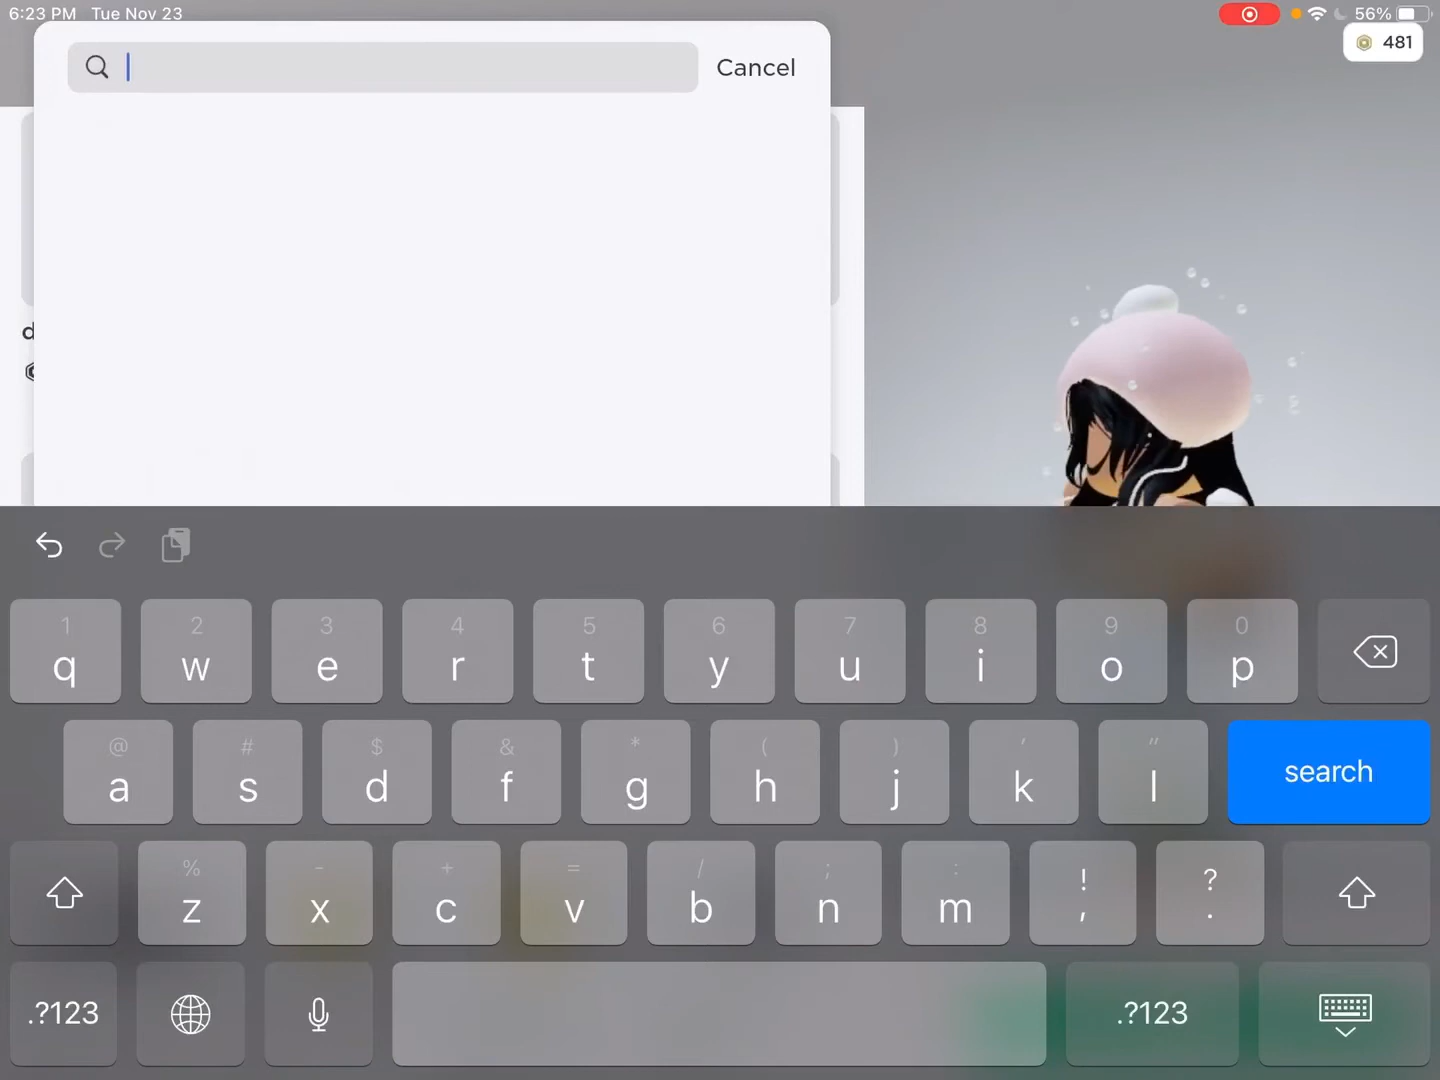 6:23 PM Tue Nov 23
56%
481
Cancel
d
1 2 3 4 5 6 7 8 9 0
q w e r t y u i o p
@ # $ & * ( ) ' "
a s d f g h j k l search
% - + = / ; : ! ?
z x c v b n m , .
.?123 .?123